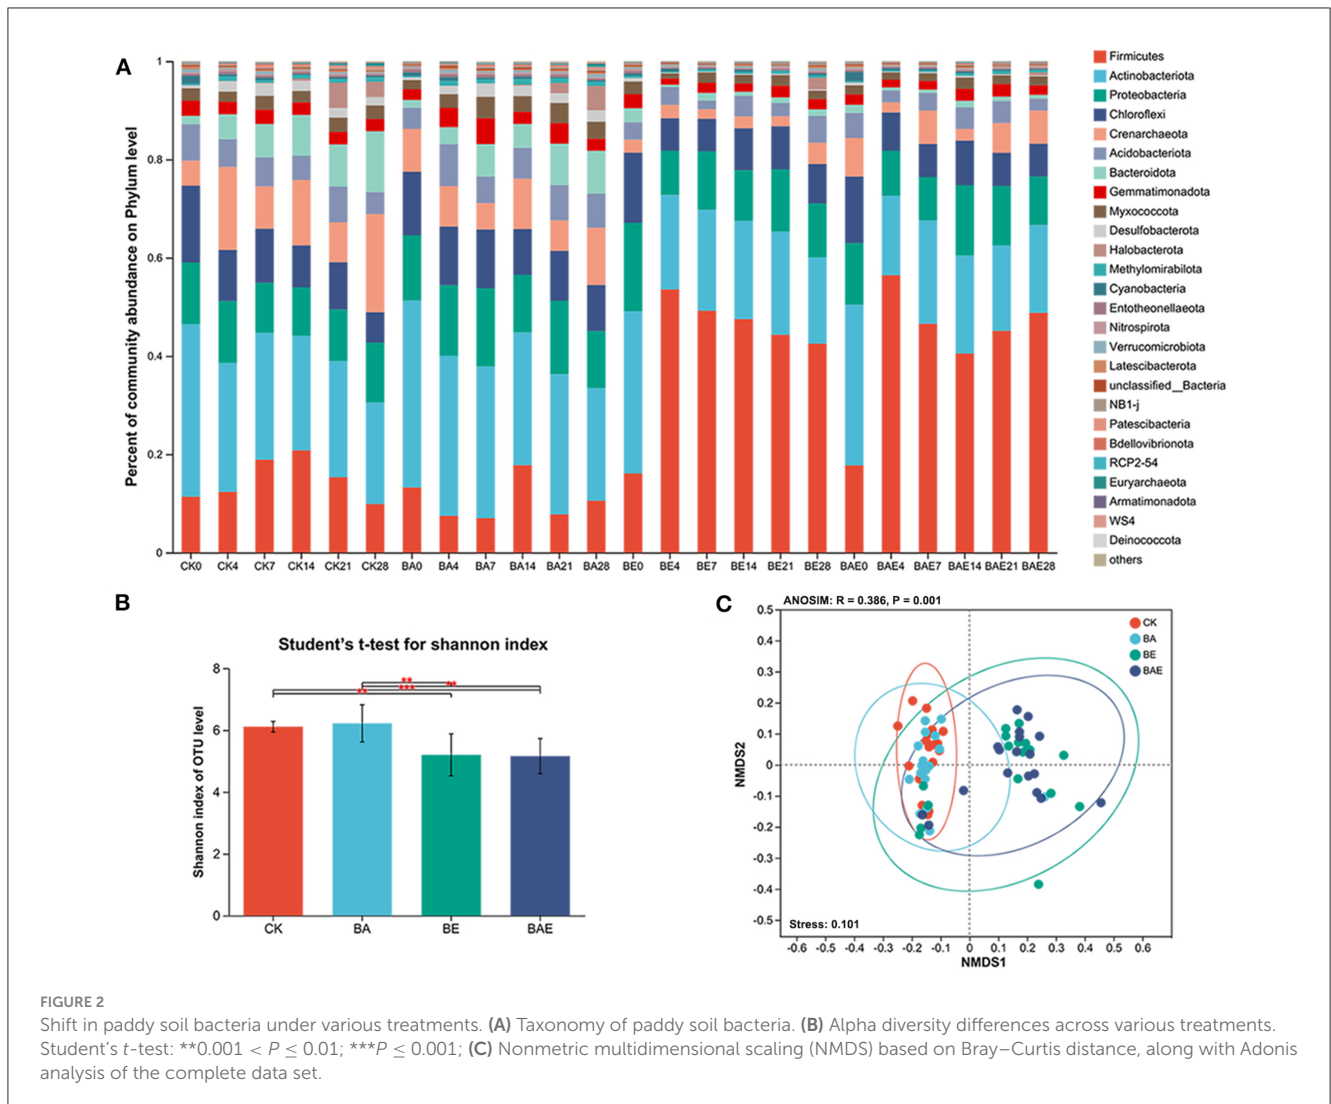 A
Percent of community abundance on Phylum level
1
0.8
0.6
0.4
0.2
0
CK0 CK4 CK7 CK14 CK21 CK28 BA0 BA4 BA7 BA14 BA21 BA28 BE0 BE4 BE7 BE14 BE21 BE28 BAE0 BAE4 BAE7 BAE14 BAE21 BAE28
Firmicutes
Actinobacteriota
Proteobacteria
Chloroflexi
Crenarchaeota
Acidobacteriota
Bacteroidota
Gemmatimonadota
Myxococcota
Desulfobacterota
Halobacterota
Methylomirabilota
Cyanobacteria
Entotheonellaeota
Nitrospirota
Verrucomicrobiota
Latescibacterota
unclassified__Bacteria
NB1-j
Patescibacteria
Bdellovibrionota
RCP2-54
Euryarchaeota
Armatimonadota
WS4
Deinococcota
others
B
Student's t-test for shannon index
Shannon index of OTU level
8
6
4
2
0
**
***
**
**
CK BA BE BAE
C
ANOSIM: R = 0.386, P = 0.001
NMDS2
0.5
0.4
0.3
0.2
0.1
0
-0.1
-0.2
-0.3
-0.4
-0.5
CK
BA
BE
BAE
Stress: 0.101
-0.6 -0.5 -0.4 -0.3 -0.2 -0.1 0 0.1 0.2 0.3 0.4 0.5 0.6
NMDS1
FIGURE 2
Shift in paddy soil bacteria under various treatments. (A) Taxonomy of paddy soil bacteria. (B) Alpha diversity differences across various treatments.
Student's t-test: **0.001 < P ≤ 0.01; ***P ≤ 0.001; (C) Nonmetric multidimensional scaling (NMDS) based on Bray–Curtis distance, along with Adonis
analysis of the complete data set.